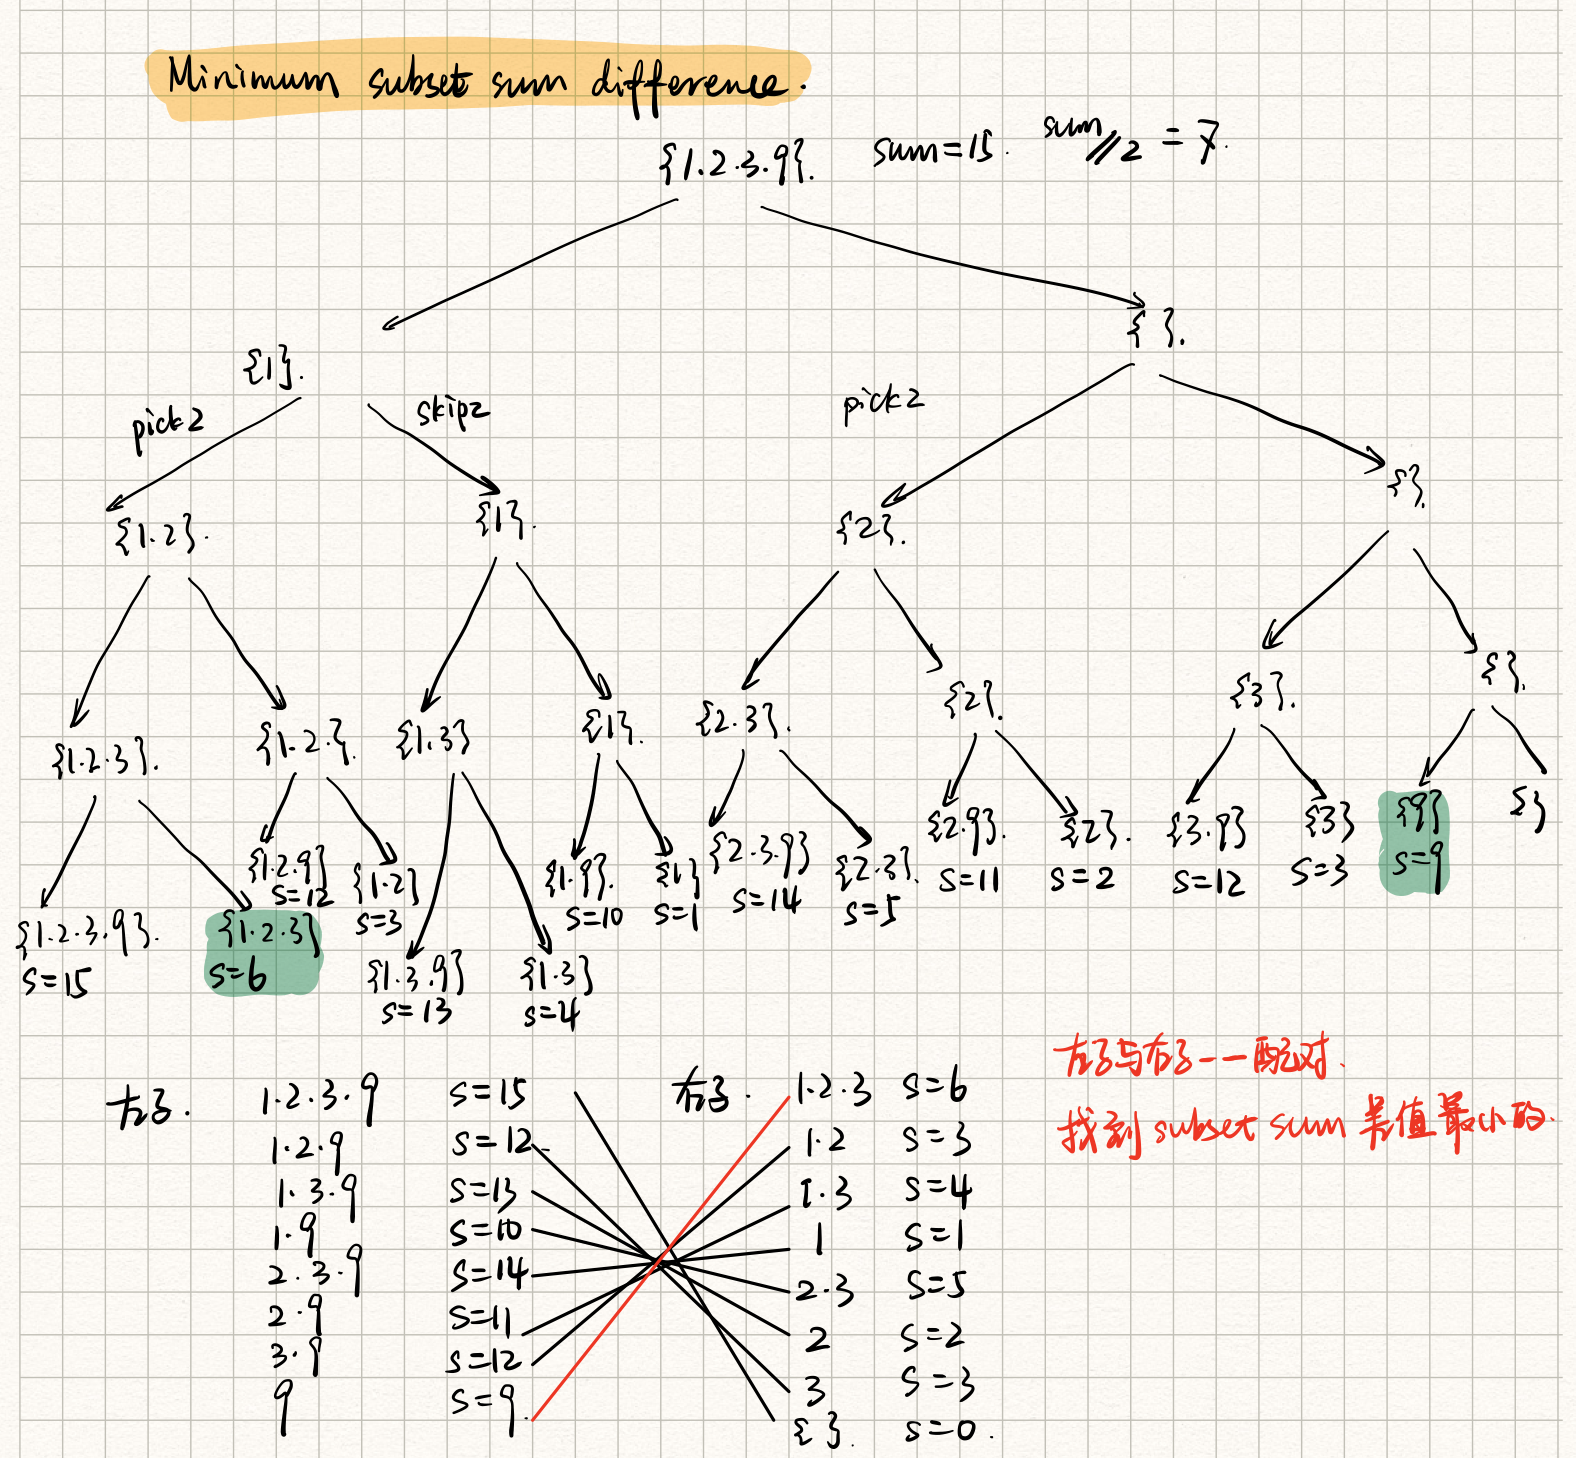 Minimum subset sum difference.
{1.2.3.9}. sum=15. sum//2 = 7.
{1}. { }.
pick2 skip2 pick2
{1.2}. {1}. {2}. { }.
{1.2.3}. {1.2.}. {1.3} {1}. {2.3}. {2}. {3}. { }.
{1.2.3.9}. s=15
{1.2.3} s=6
{1.2.9} s=12
{1.2} s=3
{1.3.9} s=13
{1.3} s=4
{1.9}. s=10
{1} s=1
{2.3.9} s=14
{2.3}. s=5
{2.9}. s=11
{2}. s=2
{3.9} s=12
{3} s=3
{9} s=9
{ }
左子与右子一一配对.
找到 subset sum 差值最小的.
左子. 1.2.3.9 s=15 右子. 1.2.3 s=6
1.2.9 s=12 1.2 s=3
1.3.9 s=13 1.3 s=4
1.9 s=10 1 s=1
2.3.9 s=14 2.3 s=5
2.9 s=11 2 s=2
3.9 s=12 3 s=3
9 s=9. { }. s=0.